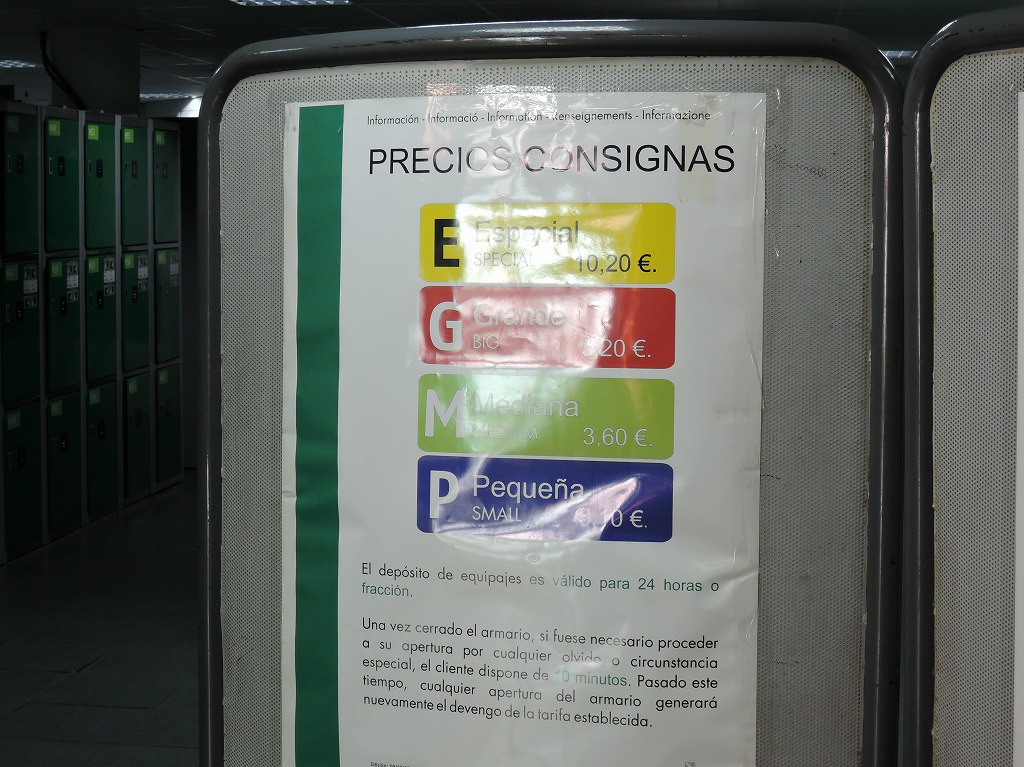 Información - Informació - Information - Renseignements - Informazione
PRECIOS CONSIGNAS
E Especial
SPECIAL 10,20 €.
G Grande
BIG ,20 €.
M Mediana
3,60 €.
P Pequeña
SMALL ,10 €.
El depósito de equipajes es válido para 24 horas o
fracción.
Una vez cerrado el armario, si fuese necesario proceder
a su apertura por cualquier olvido o circunstancia
especial, el cliente dispone de 10 minutos. Pasado este
tiempo, cualquier apertura del armario generará
nuevamente el devengo de la tarifa establecida.